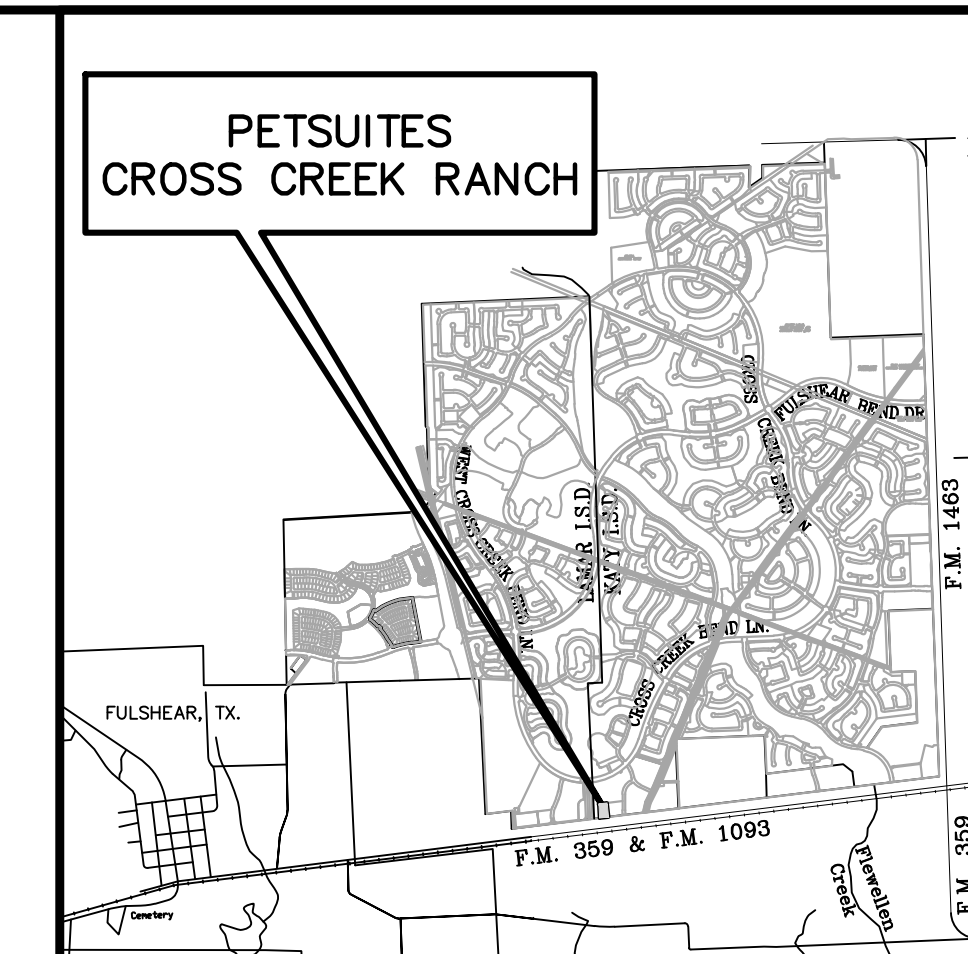 PETSUITES
CROSS CREEK RANCH
CROSS CREEK BEND LN
FULSHEAR BEND DR
WEST CROSS CREEK BEND LN
LAMAR I.S.D.
KATY I.S.D.
F.M. 1463
CROSS CREEK BEND LN.
FULSHEAR, TX.
F.M. 359 & F.M. 1093
F.M. 359
Flewellen
Creek
Cemetery